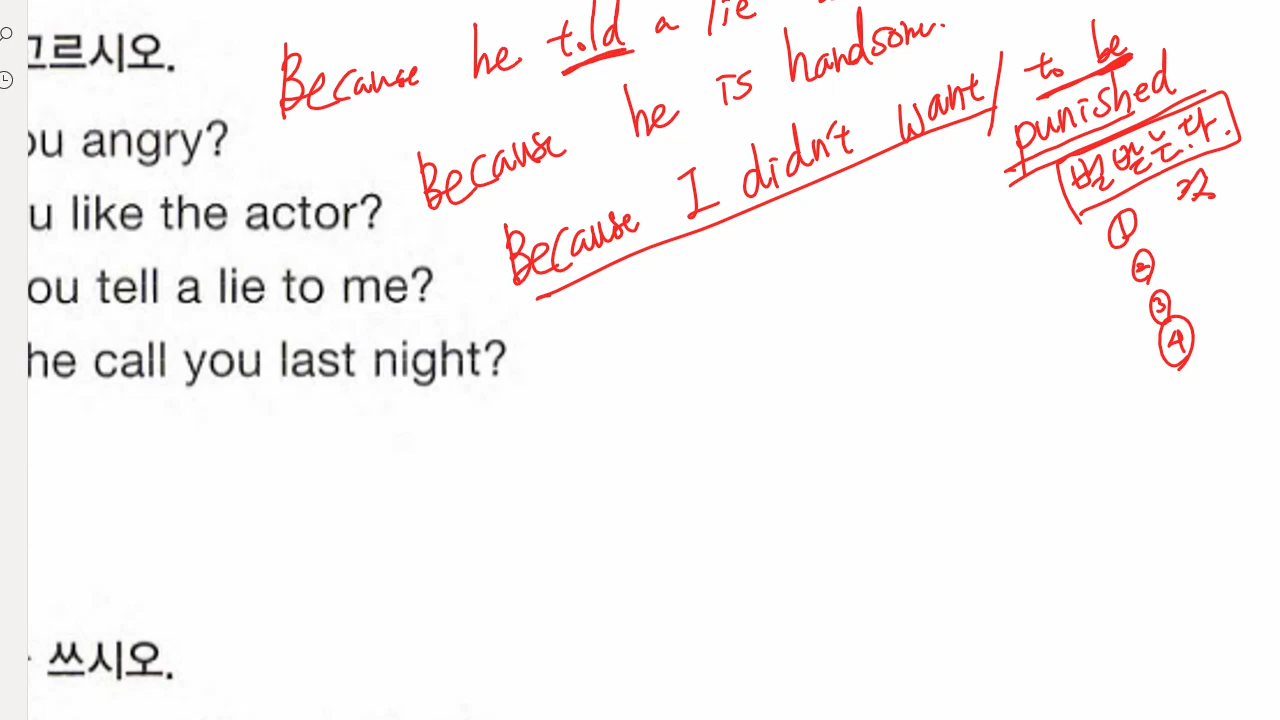 고르시오.
Because he told a lie
ou angry?
Because he is handsome.
u like the actor?
Because I didn't want / to be
punished
벌 받는다.
것
①
②
③
④
ou tell a lie to me?
he call you last night?
쓰시오.